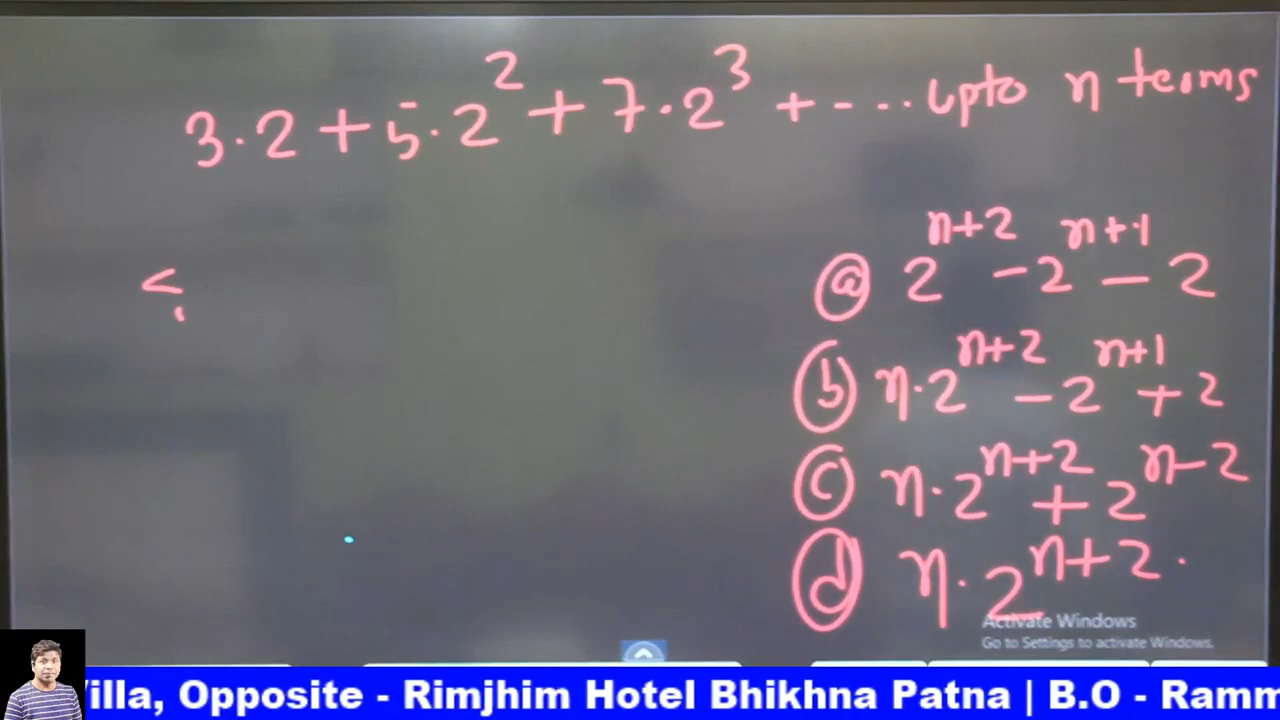 3·2 + 5·2² + 7·2³ + - - ·· upto n terms
<
ⓐ 2ⁿ⁺² - 2ⁿ⁺¹ - 2
ⓑ n·2ⁿ⁺² - 2ⁿ⁺¹ + 2
ⓒ n·2ⁿ⁺² + 2ⁿ⁻²
ⓓ n·2ⁿ⁺² ·
Activate Windows
Go to Settings to activate Windows.
Villa, Opposite - Rimjhim Hotel Bhikhna Patna | B.O - Ramm